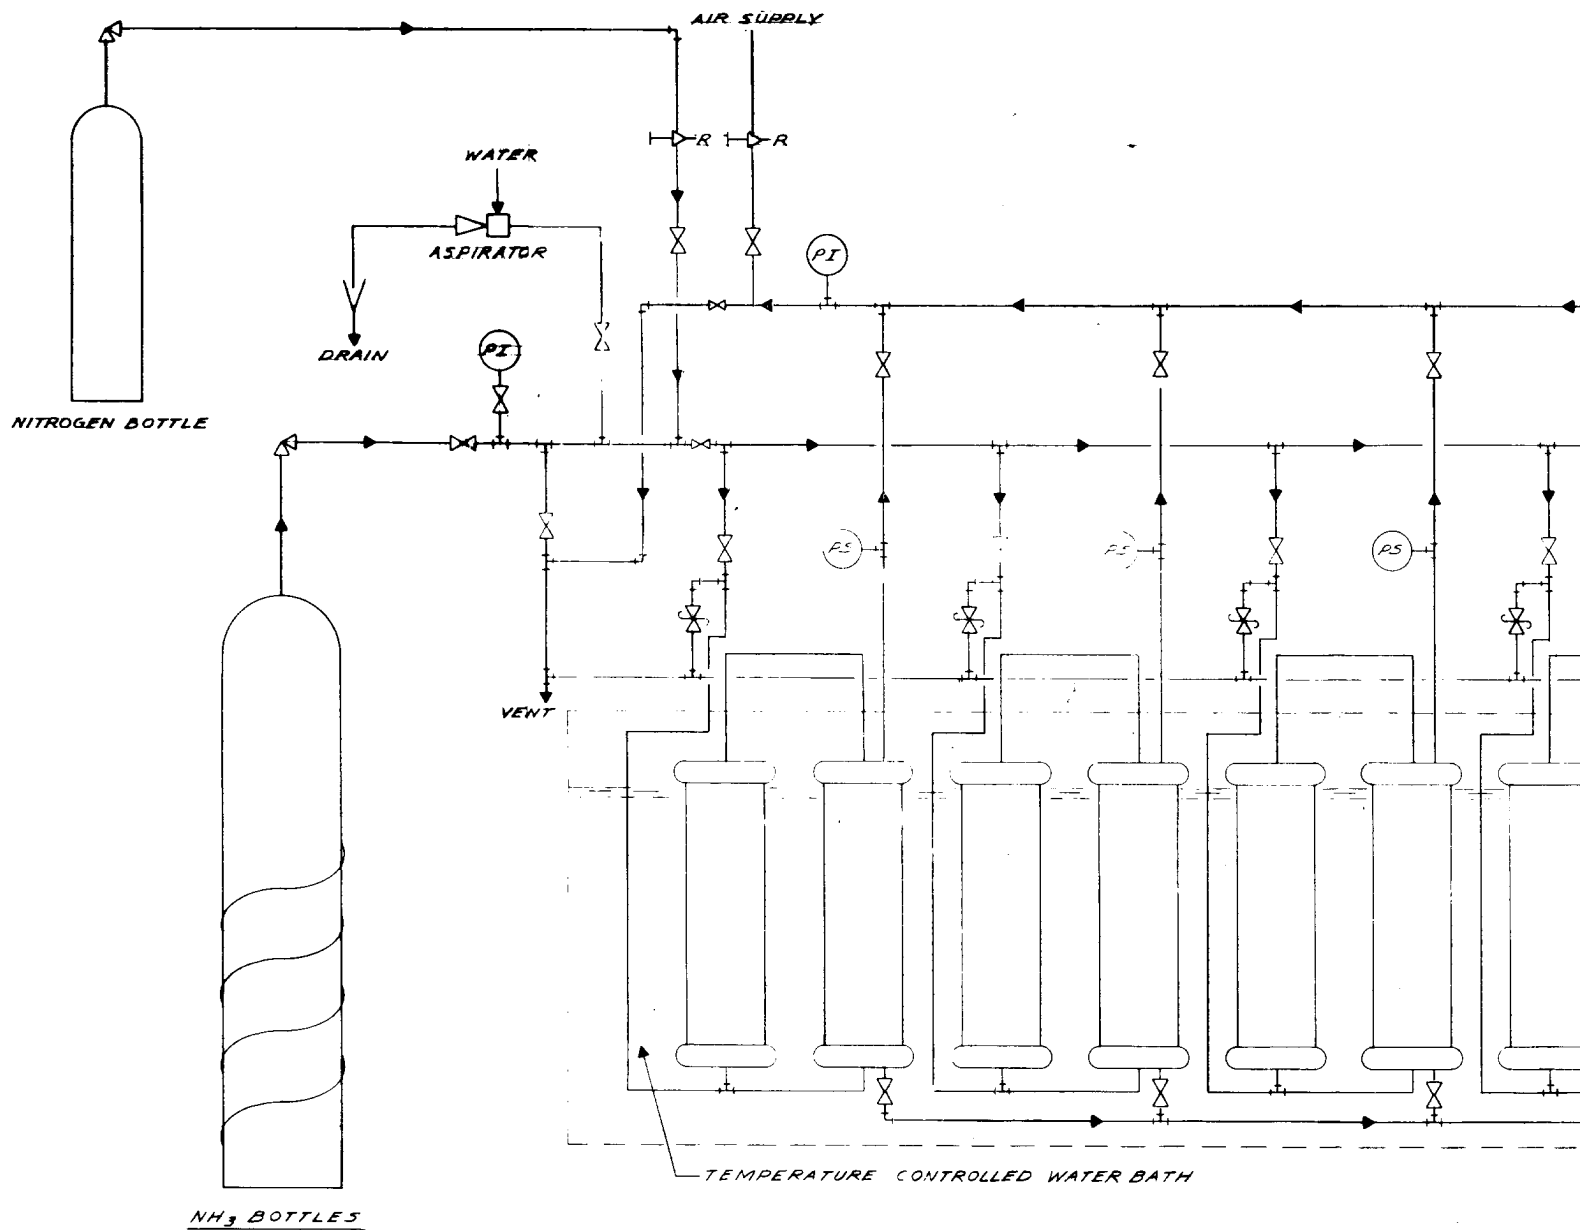 AIR SUPPLY
R
R
WATER
ASPIRATOR
PI
DRAIN
PI
NITROGEN BOTTLE
PS
PS
PS
VENT
TEMPERATURE CONTROLLED WATER BATH
NH3 BOTTLES